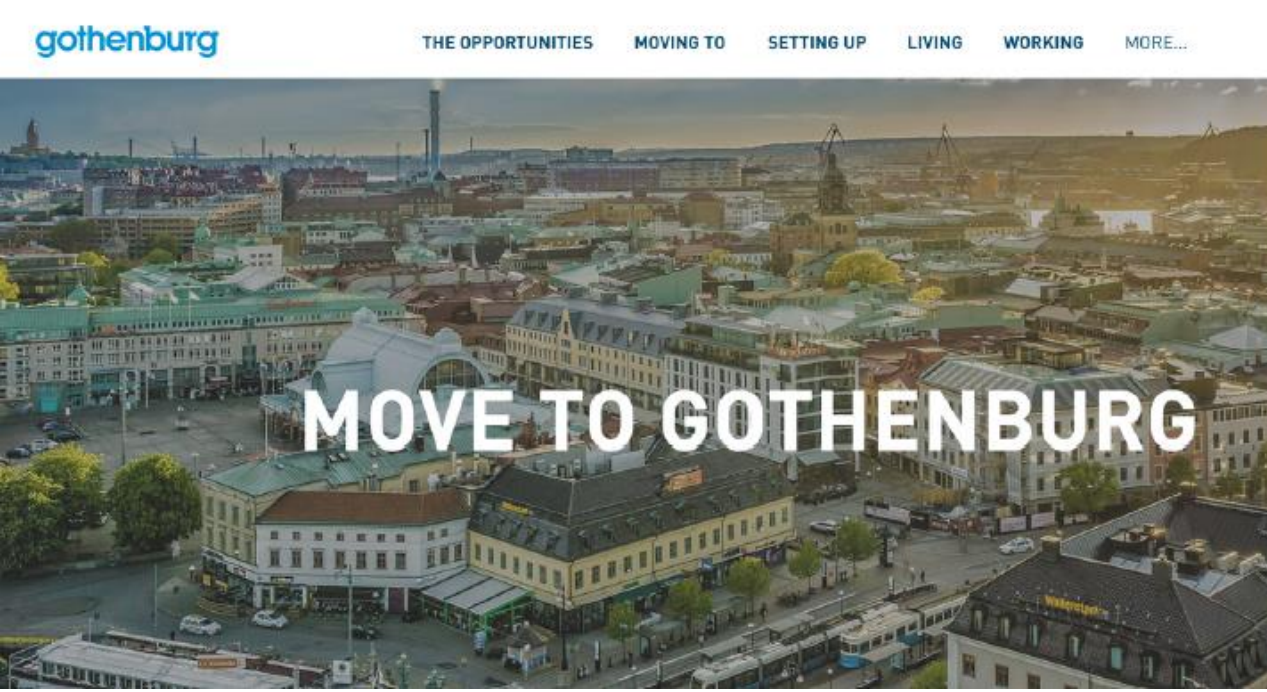 gothenburg
THE OPPORTUNITIES
MOVING TO
SETTING UP
LIVING
WORKING
MORE...
MOVE TO GOTHENBURG